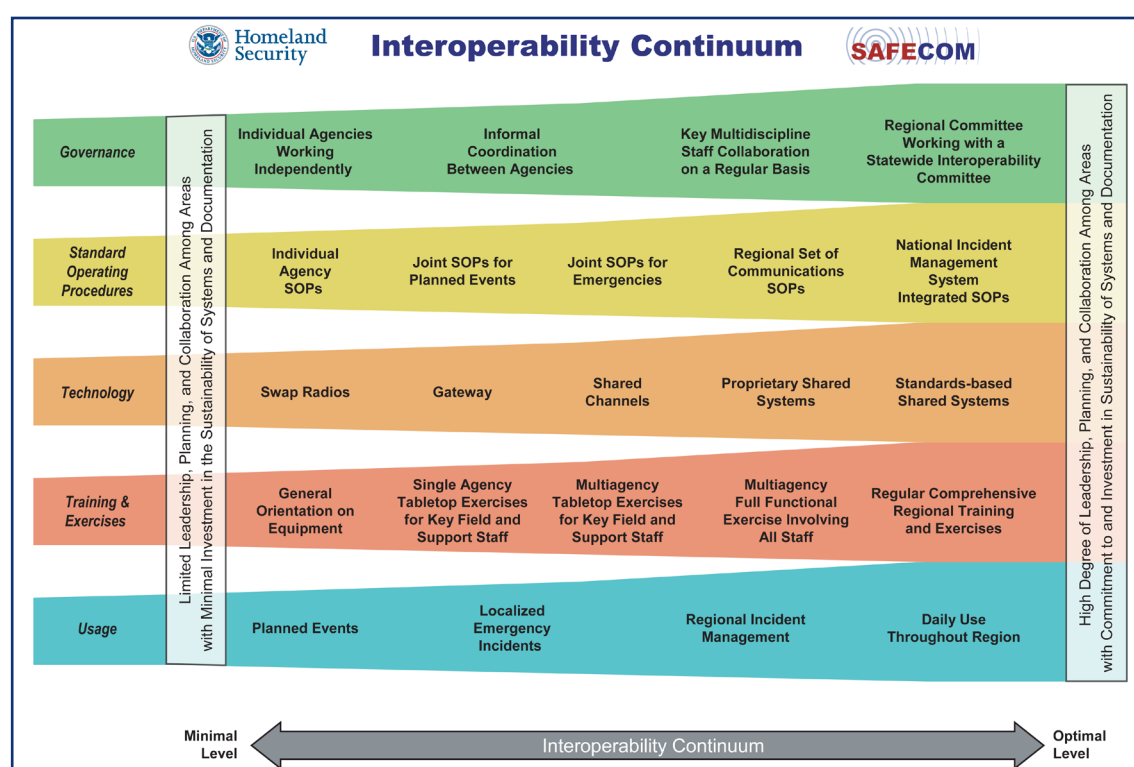 Homeland
Security
Interoperability Continuum
SAFECOM
Governance
Limited Leadership, Planning, and Collaboration Among Areas
with Minimal Investment in the Sustainability of Systems and Documentation
Individual Agencies
Working
Independently
Informal
Coordination
Between Agencies
Key Multidiscipline
Staff Collaboration
on a Regular Basis
Regional Committee
Working with a
Statewide Interoperability
Committee
High Degree of Leadership, Planning, and Collaboration Among Areas
with Commitment to and Investment in Sustainability of Systems and Documentation
Standard
Operating
Procedures
Individual
Agency
SOPs
Joint SOPs for
Planned Events
Joint SOPs for
Emergencies
Regional Set of
Communications
SOPs
National Incident
Management
System
Integrated SOPs
Technology
Swap Radios
Gateway
Shared
Channels
Proprietary Shared
Systems
Standards-based
Shared Systems
Training &
Exercises
General
Orientation on
Equipment
Single Agency
Tabletop Exercises
for Key Field and
Support Staff
Multiagency
Tabletop Exercises
for Key Field and
Support Staff
Multiagency
Full Functional
Exercise Involving
All Staff
Regular Comprehensive
Regional Training
and Exercises
Usage
Planned Events
Localized
Emergency
Incidents
Regional Incident
Management
Daily Use
Throughout Region
Minimal
Level
Interoperability Continuum
Optimal
Level